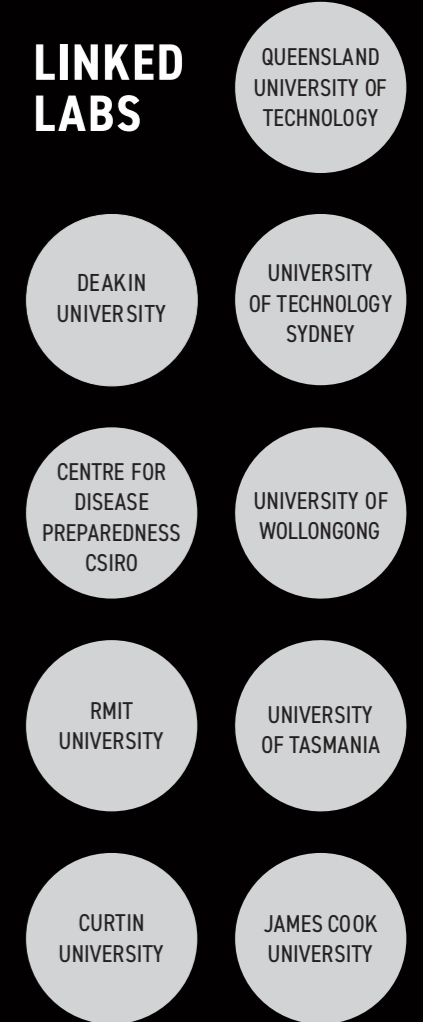 LINKED
LABS
QUEENSLAND
UNIVERSITY OF
TECHNOLOGY
DEAKIN
UNIVERSITY
UNIVERSITY
OF TECHNOLOGY
SYDNEY
CENTRE FOR
DISEASE
PREPAREDNESS
CSIRO
UNIVERSITY OF
WOLLONGONG
RMIT
UNIVERSITY
UNIVERSITY
OF TASMANIA
CURTIN
UNIVERSITY
JAMES COOK
UNIVERSITY